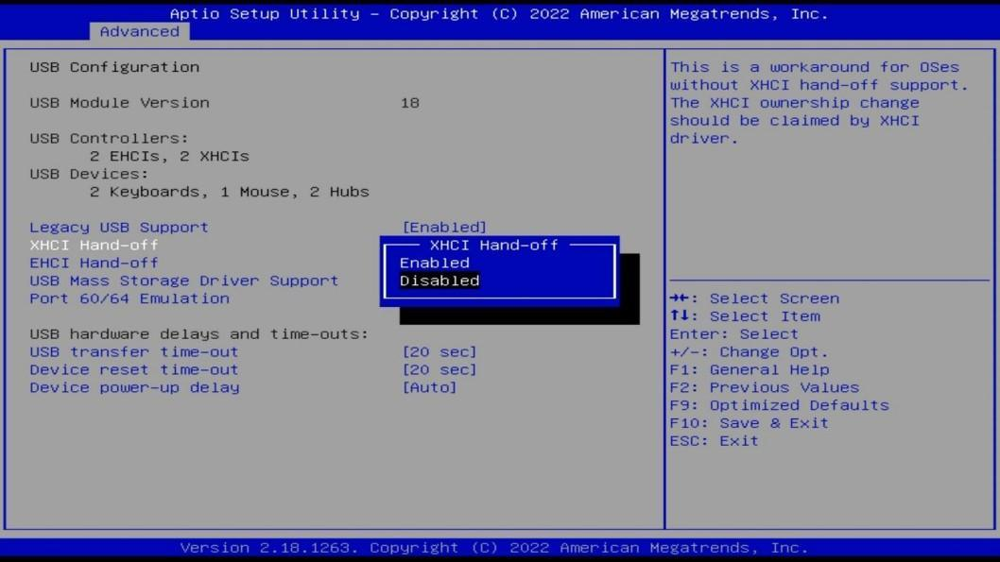 Aptio Setup Utility – Copyright (C) 2022 American Megatrends, Inc.
Advanced
USB Configuration
USB Module Version 18
USB Controllers:
2 EHCIs, 2 XHCIs
USB Devices:
2 Keyboards, 1 Mouse, 2 Hubs
Legacy USB Support [Enabled]
XHCI Hand-off
EHCI Hand-off
USB Mass Storage Driver Support
Port 60/64 Emulation
XHCI Hand-off
Enabled
Disabled
USB hardware delays and time-outs:
USB transfer time-out [20 sec]
Device reset time-out [20 sec]
Device power-up delay [Auto]
This is a workaround for OSes
without XHCI hand-off support.
The XHCI ownership change
should be claimed by XHCI
driver.
→←: Select Screen
↑↓: Select Item
Enter: Select
+/-: Change Opt.
F1: General Help
F2: Previous Values
F9: Optimized Defaults
F10: Save & Exit
ESC: Exit
Version 2.18.1263. Copyright (C) 2022 American Megatrends, Inc.